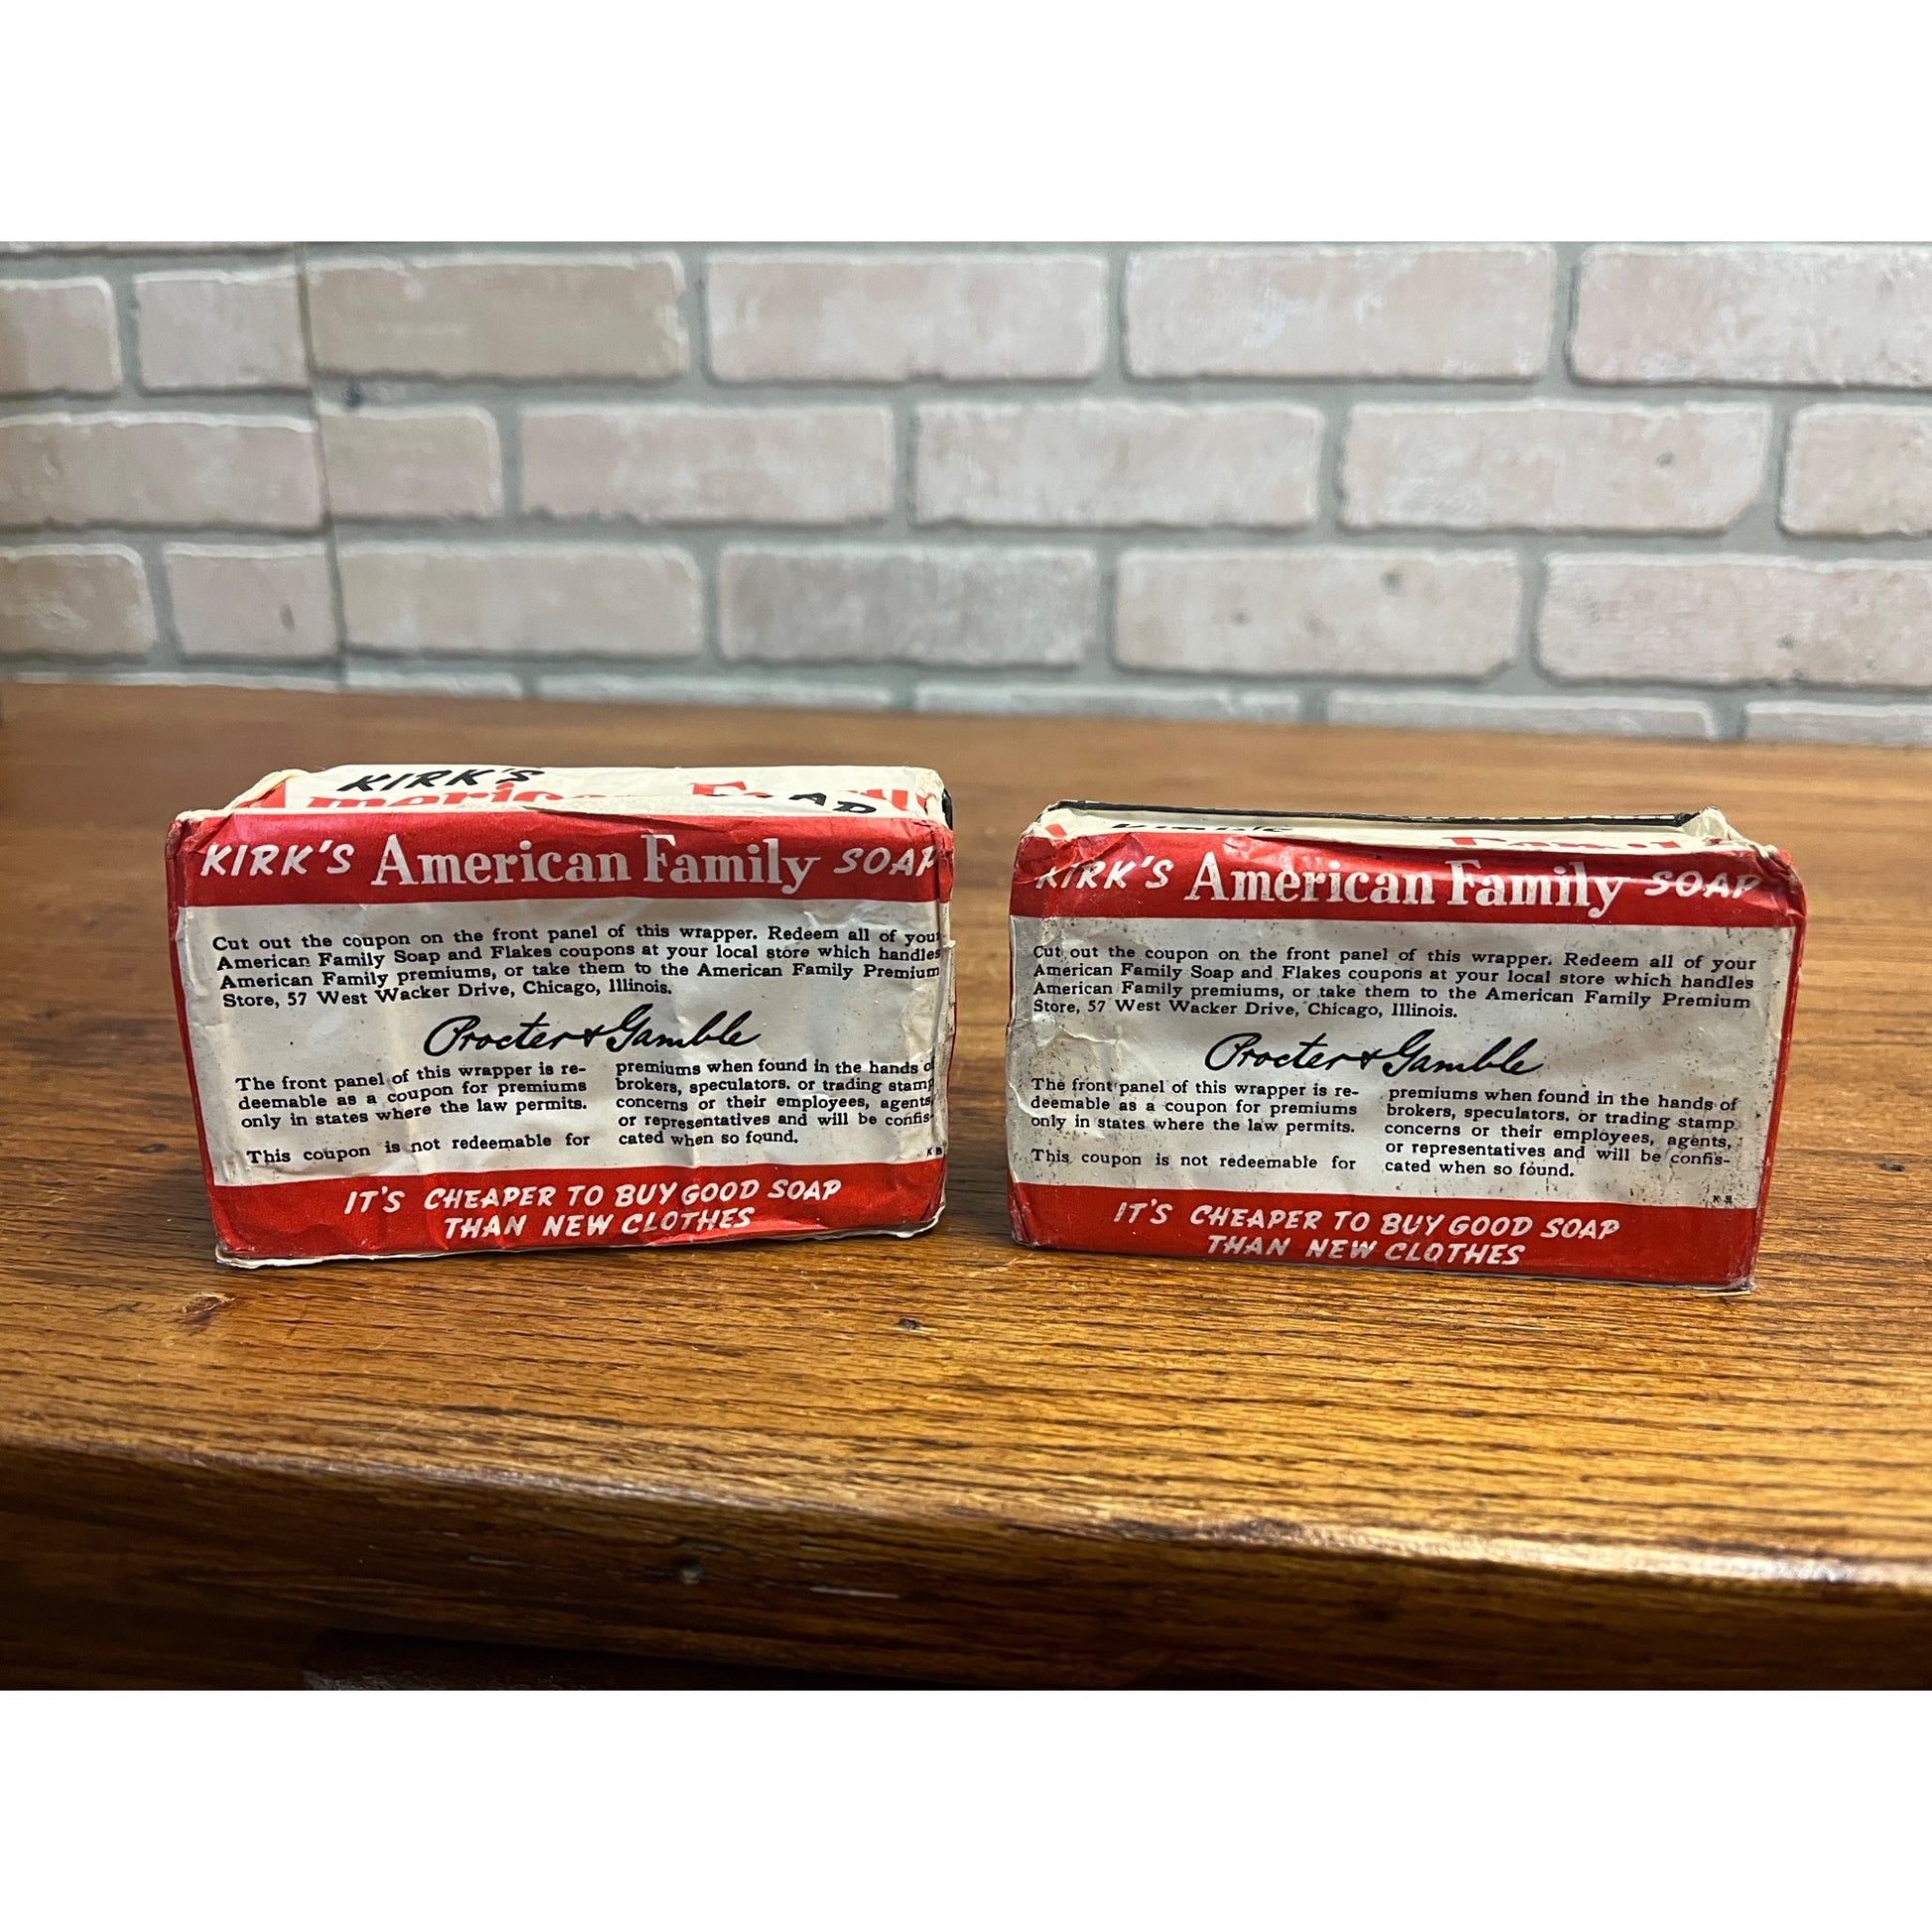 KIRK'S
American Fam
KIRK'S American Family SOAP
Cut out the coupon on the front panel of this wrapper. Redeem all of your
American Family Soap and Flakes coupons at your local store which handles
American Family premiums, or take them to the American Family Premium
Store, 57 West Wacker Drive, Chicago, Illinois.
Procter & Gamble
The front panel of this wrapper is re-
deemable as a coupon for premiums
only in states where the law permits.
This coupon is not redeemable for
premiums when found in the hands of
brokers, speculators. or trading stamp
concerns or their employees, agents,
or representatives and will be confis-
cated when so found.
IT'S CHEAPER TO BUY GOOD SOAP
THAN NEW CLOTHES
KIRK'S American Family SOAP
Cut out the coupon on the front panel of this wrapper. Redeem all of your
American Family Soap and Flakes coupons at your local store which handles
American Family premiums, or take them to the American Family Premium
Store, 57 West Wacker Drive, Chicago, Illinois.
Procter & Gamble
The front panel of this wrapper is re-
deemable as a coupon for premiums
only in states where the law permits.
This coupon is not redeemable for
premiums when found in the hands of
brokers, speculators. or trading stamp
concerns or their employees, agents,
or representatives and will be confis-
cated when so found.
IT'S CHEAPER TO BUY GOOD SOAP
THAN NEW CLOTHES